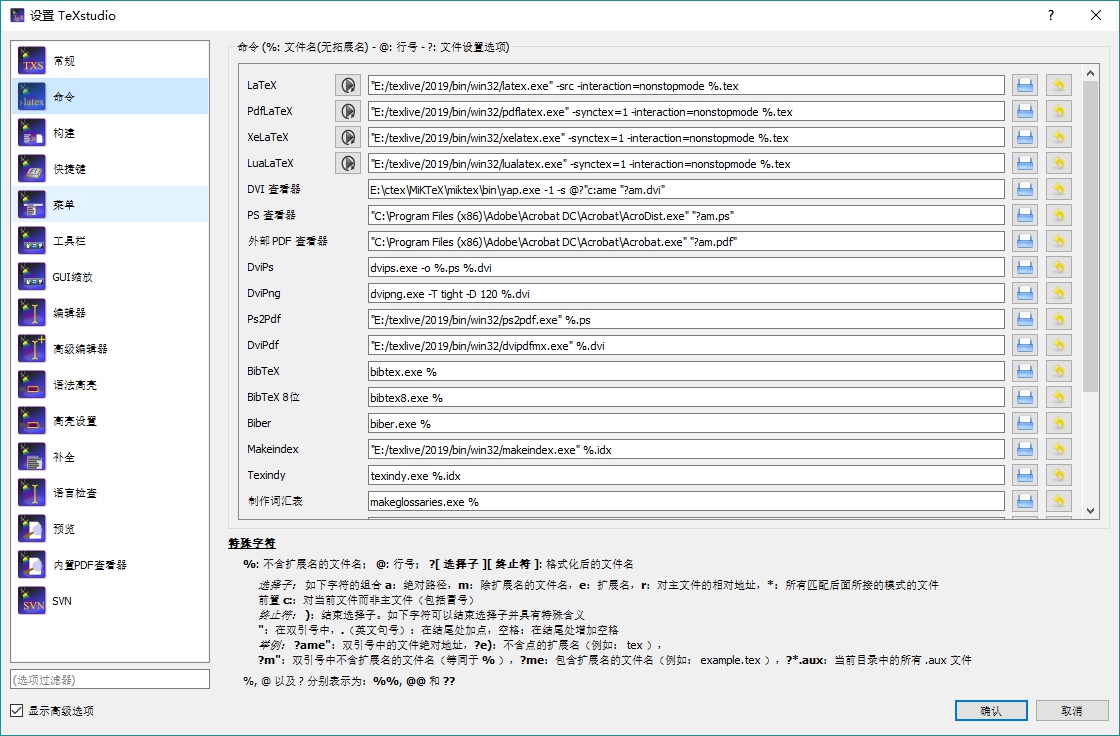 设置 TeXstudio
?
常规
命令
构建
快捷键
菜单
工具栏
GUI缩放
编辑器
高级编辑器
语法高亮
高亮设置
补全
语言检查
预览
内置PDF查看器
SVN
(选项过滤器)
显示高级选项
命令 (%: 文件名(无拓展名) - @: 行号 - ?: 文件设置选项)
LaTeX "E:/texlive/2019/bin/win32/latex.exe" -src -interaction=nonstopmode %.tex
PdfLaTeX "E:/texlive/2019/bin/win32/pdflatex.exe" -synctex=1 -interaction=nonstopmode %.tex
XeLaTeX "E:/texlive/2019/bin/win32/xelatex.exe" -synctex=1 -interaction=nonstopmode %.tex
LuaLaTeX "E:/texlive/2019/bin/win32/lualatex.exe" -synctex=1 -interaction=nonstopmode %.tex
DVI 查看器 E:\ctex\MiKTeX\miktex\bin\yap.exe -1 -s @?"c:ame "?am.dvi"
PS 查看器 "C:\Program Files (x86)\Adobe\Acrobat DC\Acrobat\AcroDist.exe" "?am.ps"
外部 PDF 查看器 "C:\Program Files (x86)\Adobe\Acrobat DC\Acrobat\Acrobat.exe" "?am.pdf"
DviPs dvips.exe -o %.ps %.dvi
DviPng dvipng.exe -T tight -D 120 %.dvi
Ps2Pdf "E:/texlive/2019/bin/win32/ps2pdf.exe" %.ps
DviPdf "E:/texlive/2019/bin/win32/dvipdfmx.exe" %.dvi
BibTeX bibtex.exe %
BibTeX 8位 bibtex8.exe %
Biber biber.exe %
Makeindex "E:/texlive/2019/bin/win32/makeindex.exe" %.idx
Texindy texindy.exe %.idx
制作词汇表 makeglossaries.exe %
特殊字符
%: 不含扩展名的文件名； @: 行号； ?[ 选择子 ][ 终止符 ]: 格式化后的文件名
选择子：如下字符的组合 a：绝对路径，m：除扩展名的文件名，e：扩展名，r：对主文件的相对地址，*：所有匹配后面所接的模式的文件
前置 c:：对当前文件而非主文件（包括冒号）
终止符：)：结束选择子。如下字符可以结束选择子并具有特殊含义
"：在双引号中，.（英文句号）：在结尾处加点，空格：在结尾处增加空格
举例：?ame"：双引号中的文件绝对地址，?e)：不含点的扩展名（例如：tex ），
?m"：双引号中不含扩展名的文件名（等同于 % ），?me：包含扩展名的文件名（例如：example.tex ），?*.aux：当前目录中的所有 .aux 文件
%, @ 以及 ? 分别表示为：%%, @@ 和 ??
确认
取消